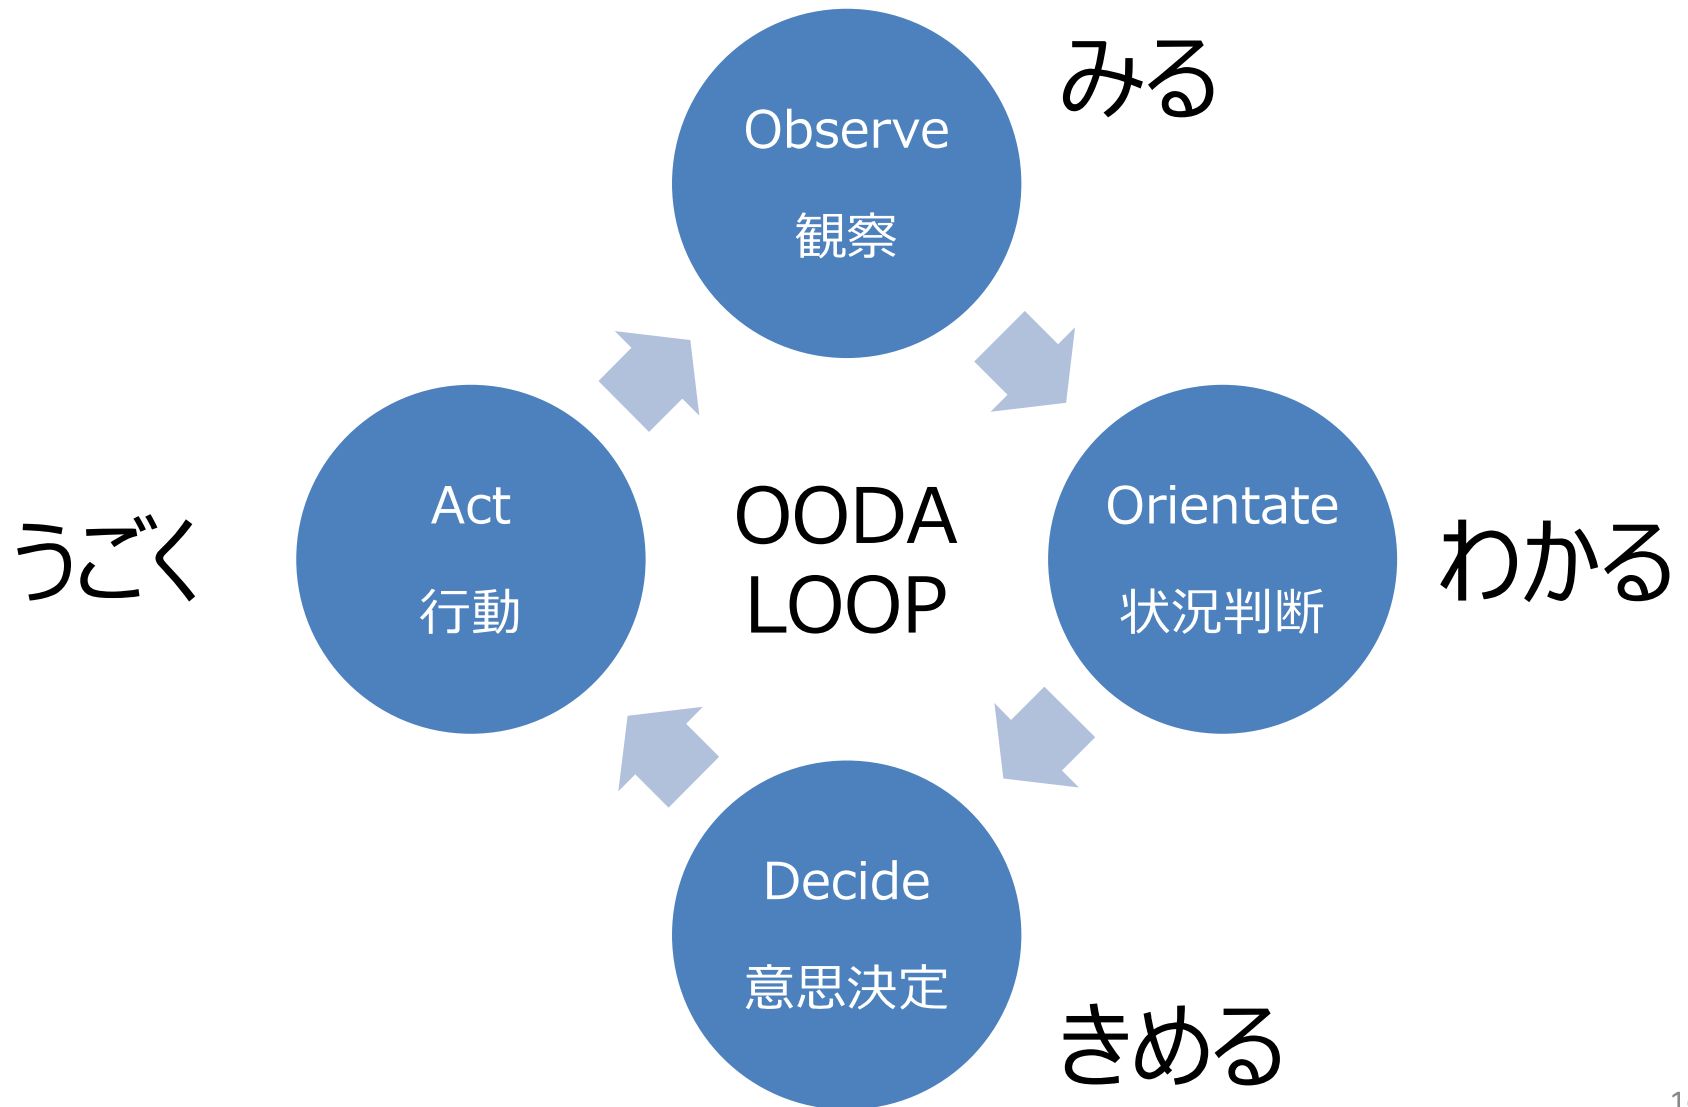 みる
Observe
観察
Act
行動
うごく
OODA
LOOP
Orientate
状況判断
わかる
Decide
意思決定
きめる